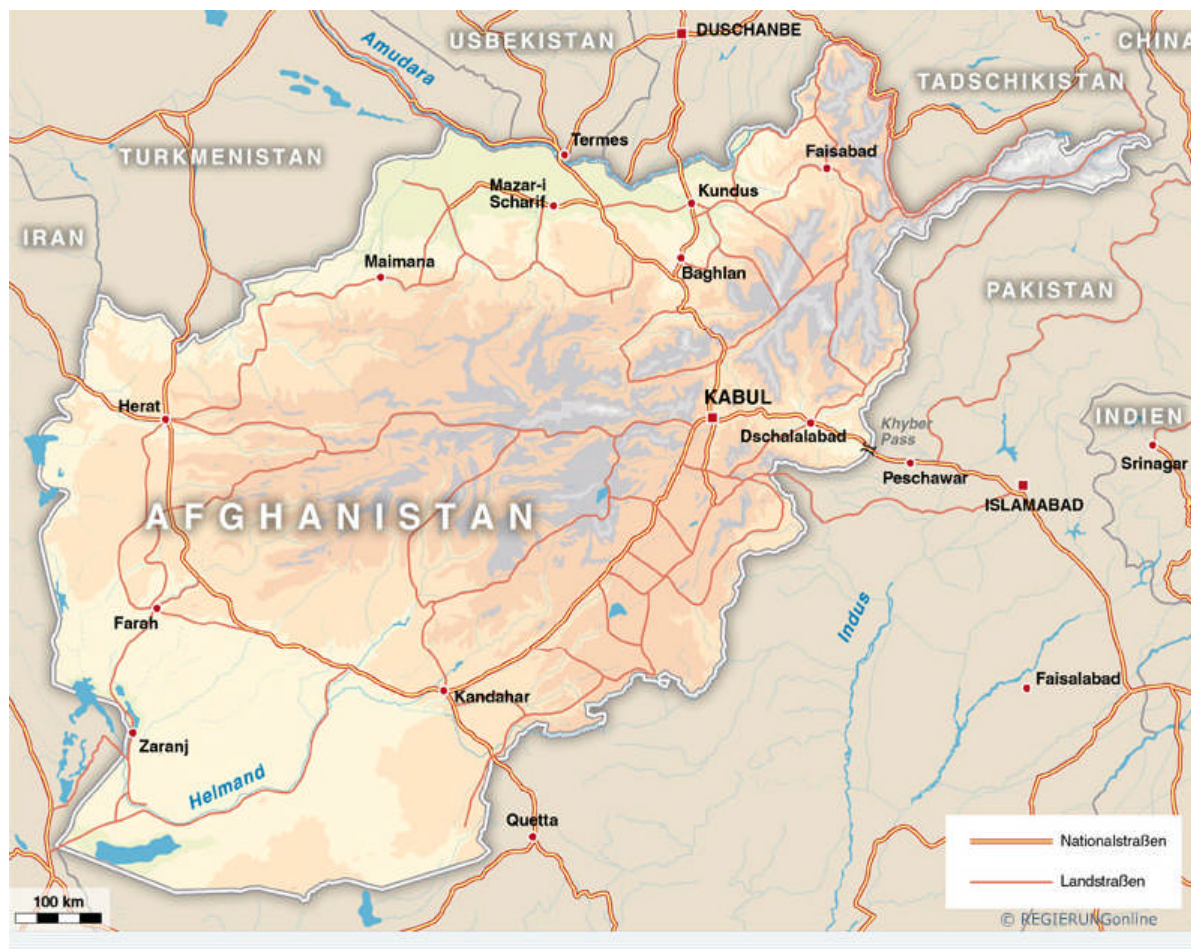 USBEKISTAN
DUSCHANBE
CHINA
Amudara
TADSCHIKISTAN
Termes
TURKMENISTAN
Faisabad
Mazar-i
Scharif
Kundus
IRAN
Maimana
Baghlan
PAKISTAN
KABUL
Herat
INDIEN
Khyber
Pass
Dschalalabad
Srinagar
Peschawar
ISLAMABAD
AFGHANISTAN
Indus
Farah
Faisalabad
Kandahar
Zaranj
Helmand
Quetta
Nationalstraßen
Landstraßen
100 km
© REGIERUNGonline